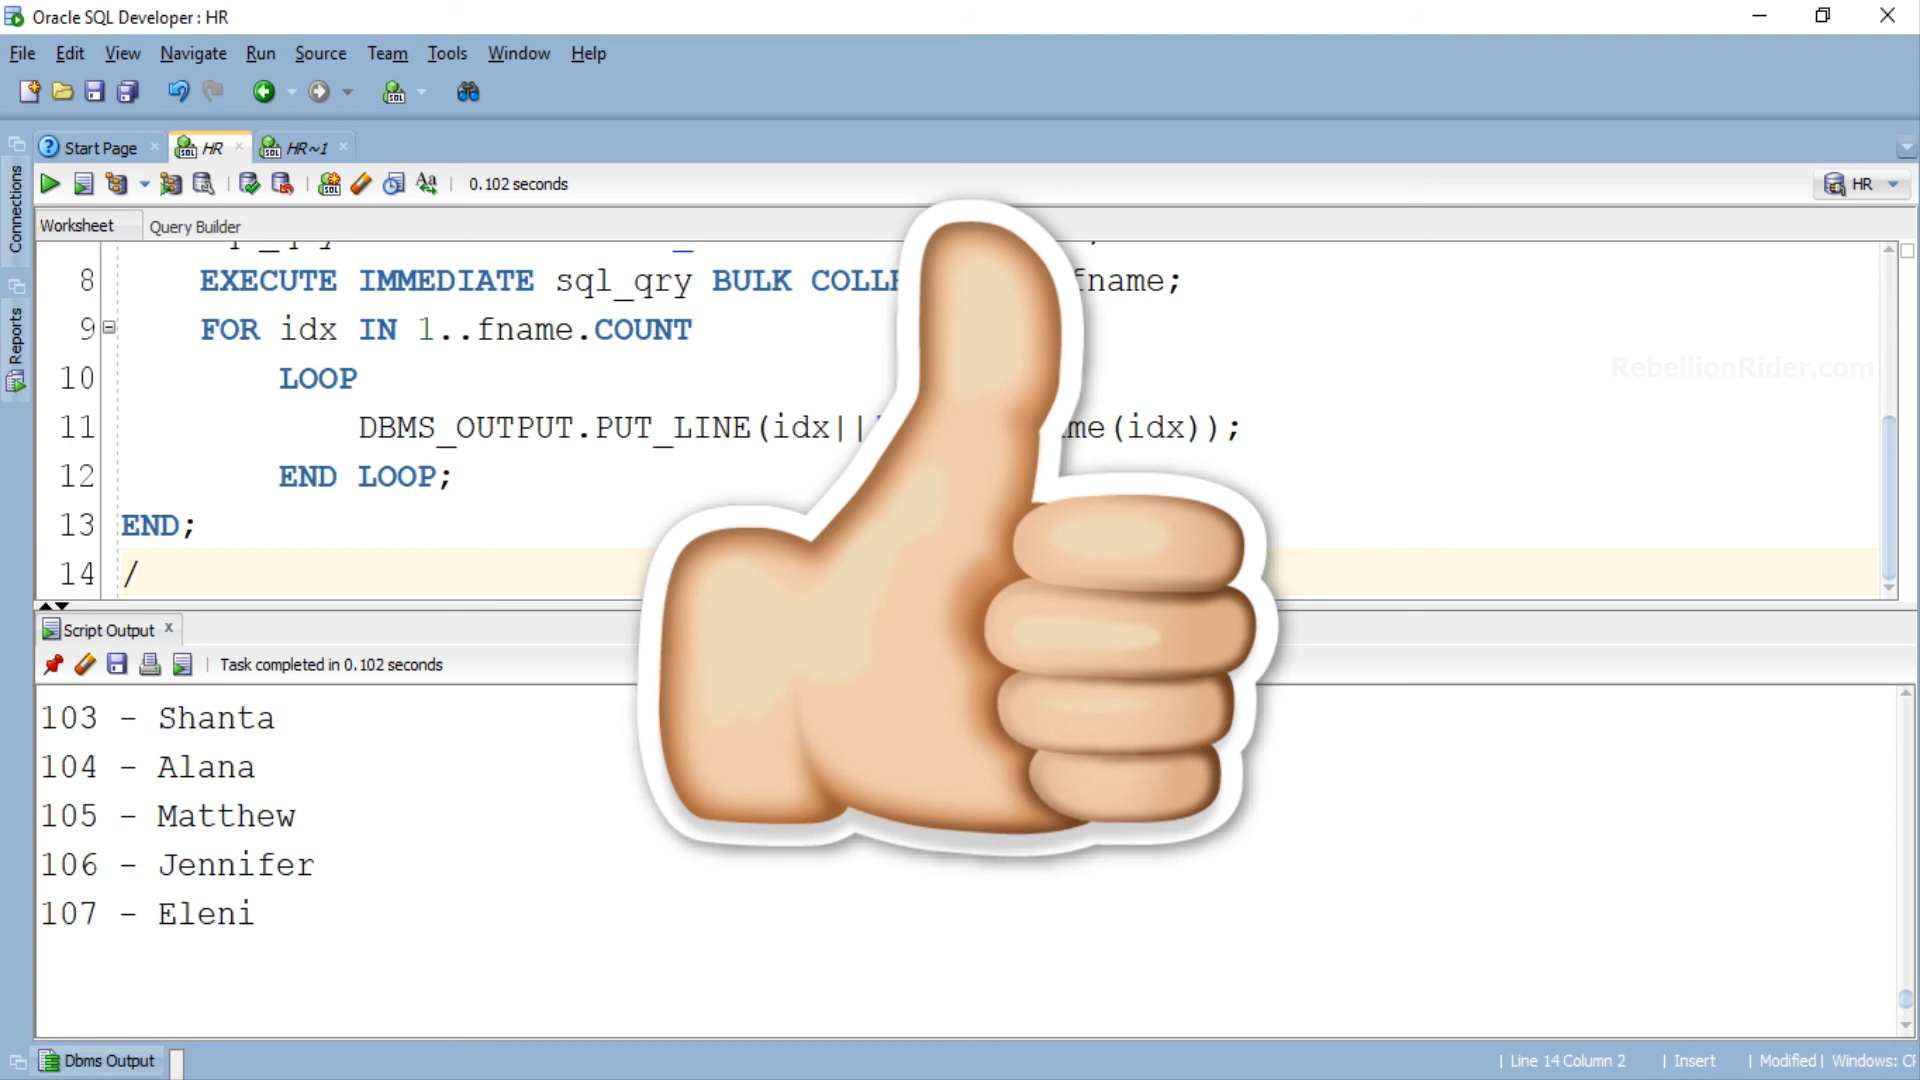 Oracle SQL Developer : HR
File Edit View Navigate Run Source Team Tools Window Help
Start Page HR HR~1
0.102 seconds HR
Worksheet Query Builder
8 EXECUTE IMMEDIATE sql_qry BULK fname;
9 FOR idx IN 1..fname.COUNT
RebellionRider.com
10 LOOP
11 DBMS_OUTPUT.PUT_LINE(idx|| (idx));
12 END LOOP;
13 END;
14 /
Connections
Reports
Script Output
Task completed in 0.102 seconds
103 - Shanta
104 - Alana
105 - Matthew
106 - Jennifer
107 - Eleni
Dbms Output | Line 14 Column 2 | Insert | Modified | Windows: